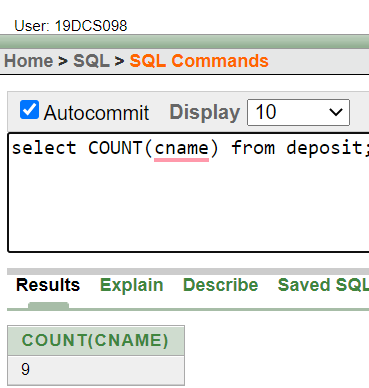 User: 19DCS098
Home > SQL > SQL Commands
Autocommit Display 10
select COUNT(cname) from deposit;
Results Explain Describe Saved SQL
COUNT(CNAME)
9